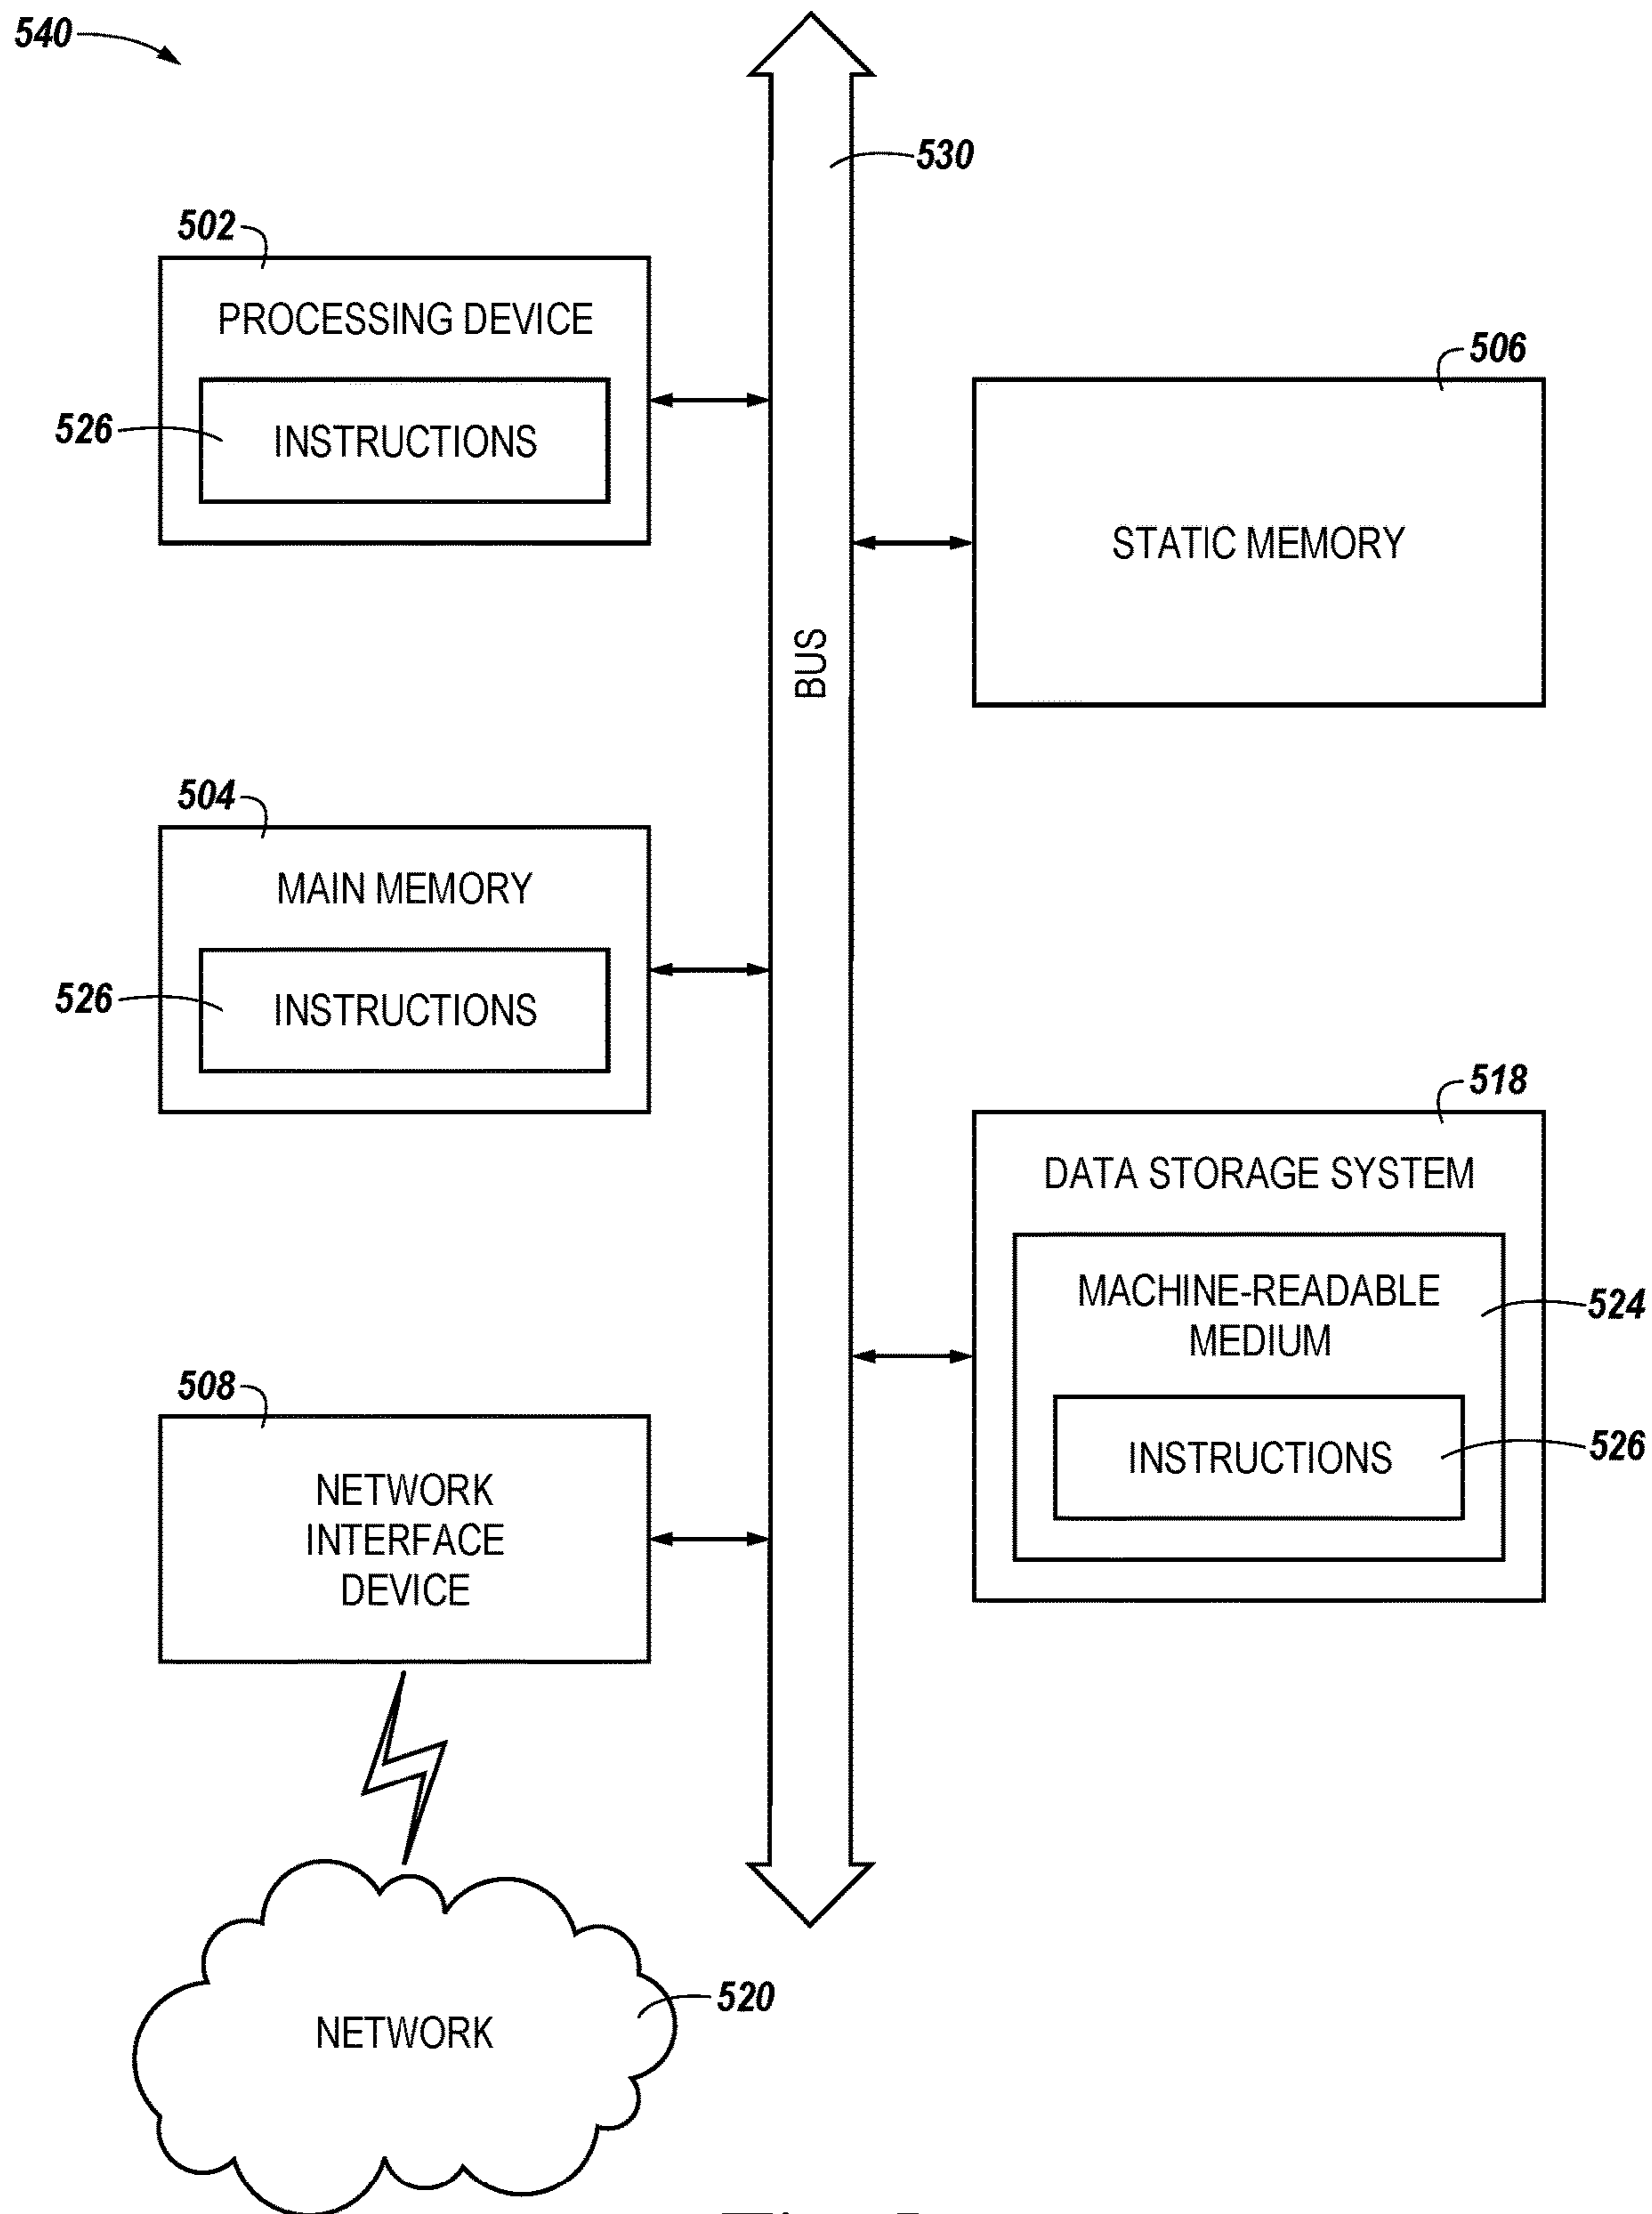 540
530
502
PROCESSING DEVICE
526
INSTRUCTIONS
506
STATIC MEMORY
BUS
504
MAIN MEMORY
526
INSTRUCTIONS
518
DATA STORAGE SYSTEM
MACHINE-READABLE
MEDIUM
524
INSTRUCTIONS
526
508
NETWORK
INTERFACE
DEVICE
NETWORK
520